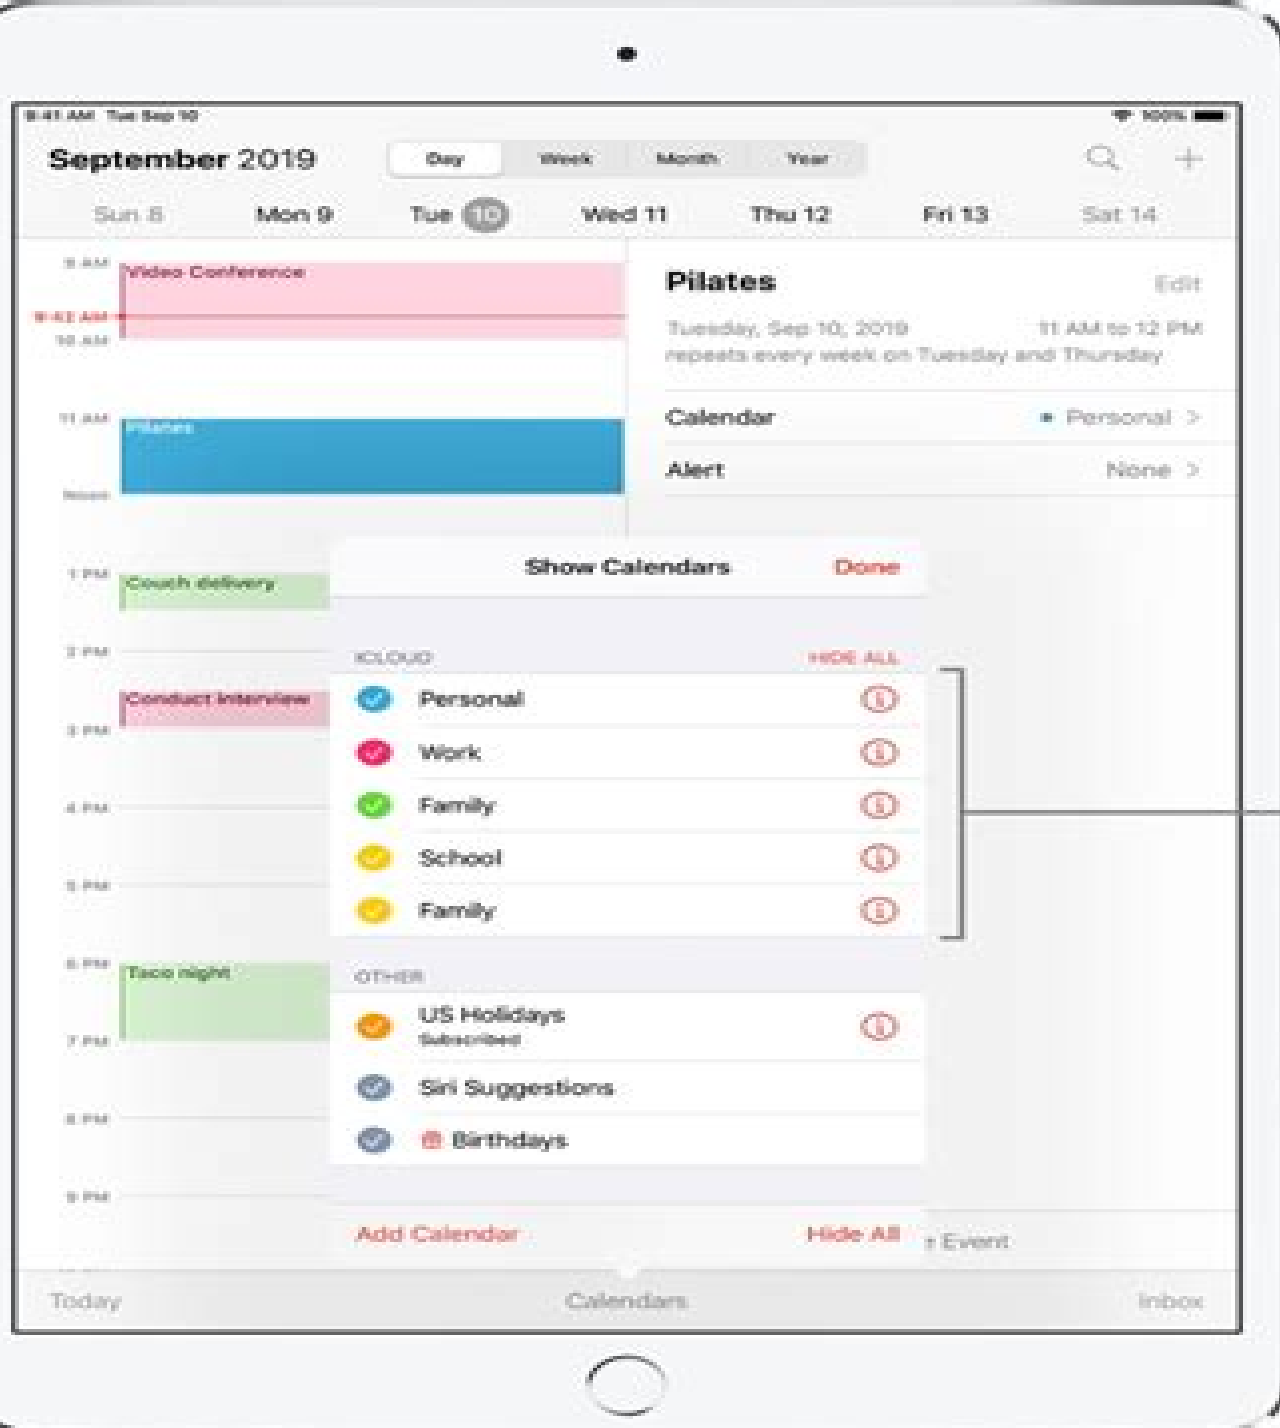 9:41 AM Tue Sep 10
100%
September 2019
Day Week Month Year
Sun 8 Mon 9 Tue 10 Wed 11 Thu 12 Fri 13 Sat 14
9 AM
Video Conference
9:42 AM
10 AM
11 AM
Pilates
Noon
1 PM
Couch delivery
2 PM
Conduct interview
3 PM
4 PM
5 PM
6 PM
Taco night
7 PM
8 PM
9 PM
Pilates Edit
Tuesday, Sep 10, 2019 11 AM to 12 PM
repeats every week on Tuesday and Thursday
Calendar Personal >
Alert None >
Show Calendars Done
ICLOUD HIDE ALL
Personal
Work
Family
School
Family
OTHER
US Holidays
Subscribed
Siri Suggestions
Birthdays
Add Calendar Hide All
Event
Today Calendars Inbox